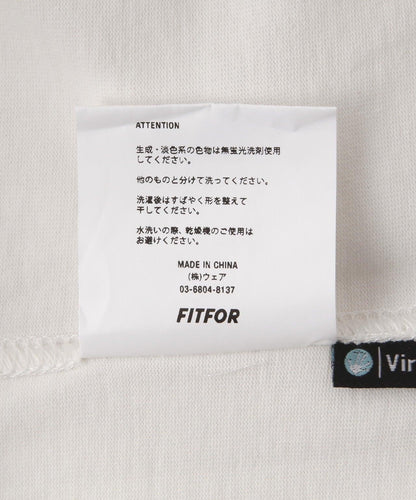 ATTENTION
生成・淡色系の色物は無蛍光洗剤使用
してください。
他のものと分けて洗ってください。
洗濯後はすばやく形を整えて
干してください。
水洗いの際、乾燥機のご使用は
お避けください。
MADE IN CHINA
(株)ウェア
03-6804-8137
FITFOR
Vir